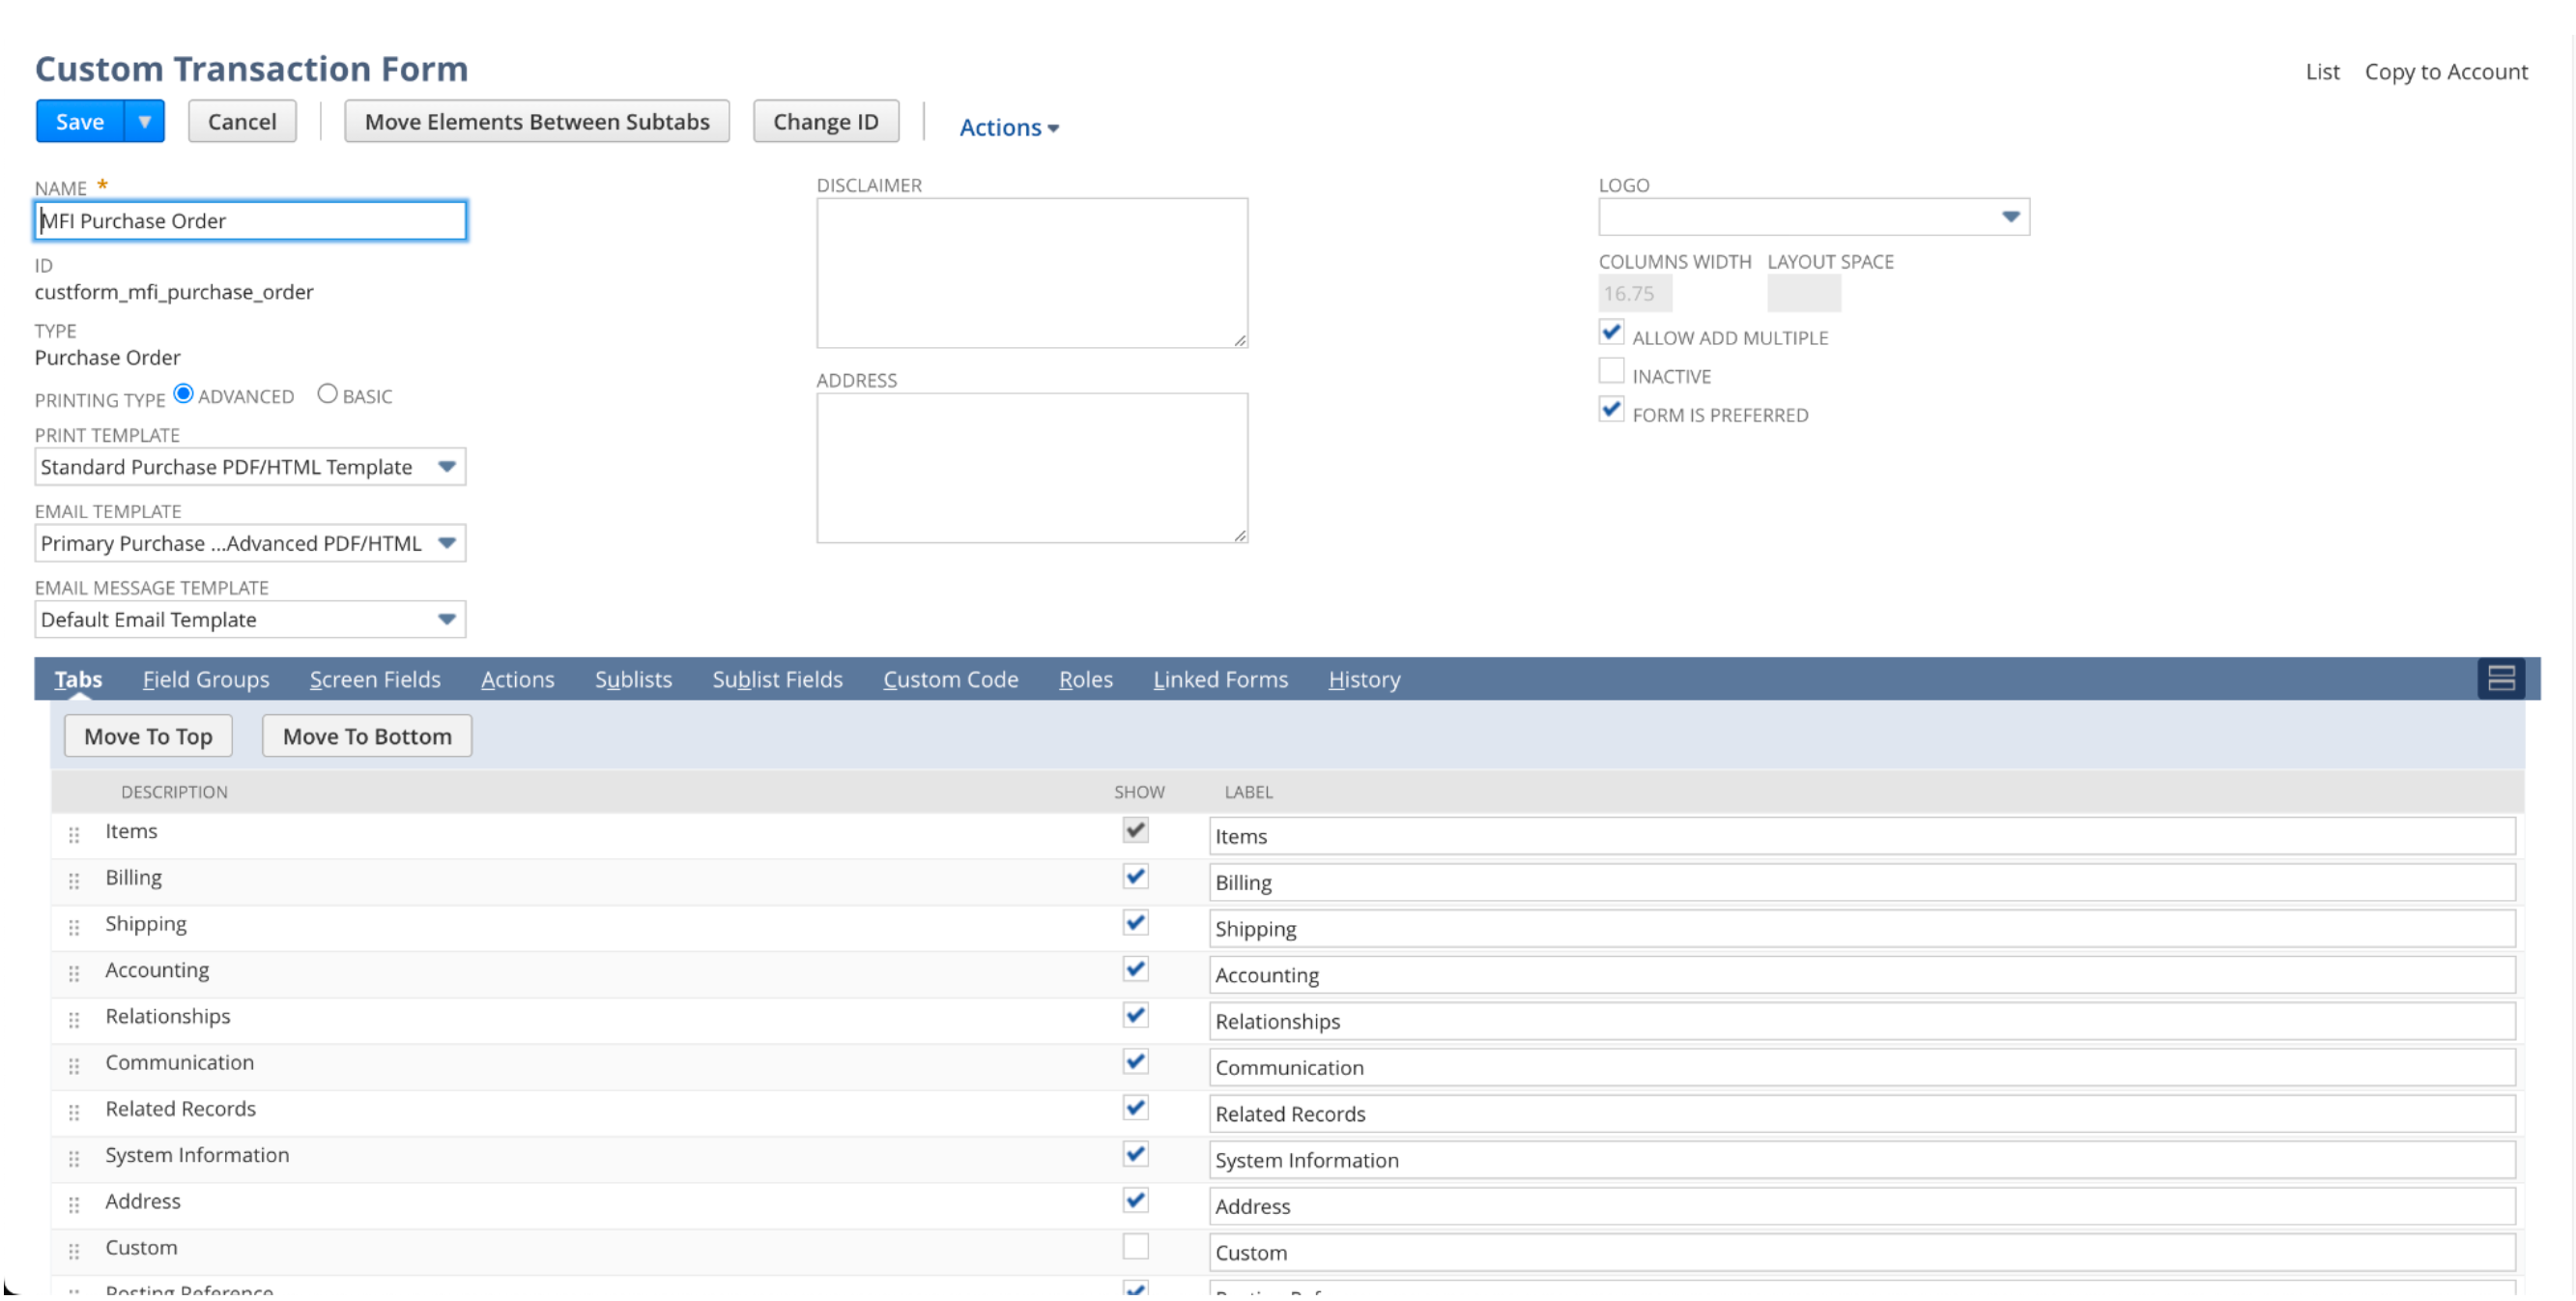 Custom Transaction Form
List Copy to Account
Save Cancel Move Elements Between Subtabs Change ID Actions
NAME *
MFI Purchase Order
ID
custform_mfi_purchase_order
TYPE
Purchase Order
PRINTING TYPE ADVANCED BASIC
PRINT TEMPLATE
Standard Purchase PDF/HTML Template
EMAIL TEMPLATE
Primary Purchase ...Advanced PDF/HTML
EMAIL MESSAGE TEMPLATE
Default Email Template
DISCLAIMER
ADDRESS
LOGO
COLUMNS WIDTH LAYOUT SPACE
16.75
ALLOW ADD MULTIPLE
INACTIVE
FORM IS PREFERRED
Tabs Field Groups Screen Fields Actions Sublists Sublist Fields Custom Code Roles Linked Forms History
Move To Top Move To Bottom
DESCRIPTION SHOW LABEL
Items Items
Billing Billing
Shipping Shipping
Accounting Accounting
Relationships Relationships
Communication Communication
Related Records Related Records
System Information System Information
Address Address
Custom Custom
Posting Reference